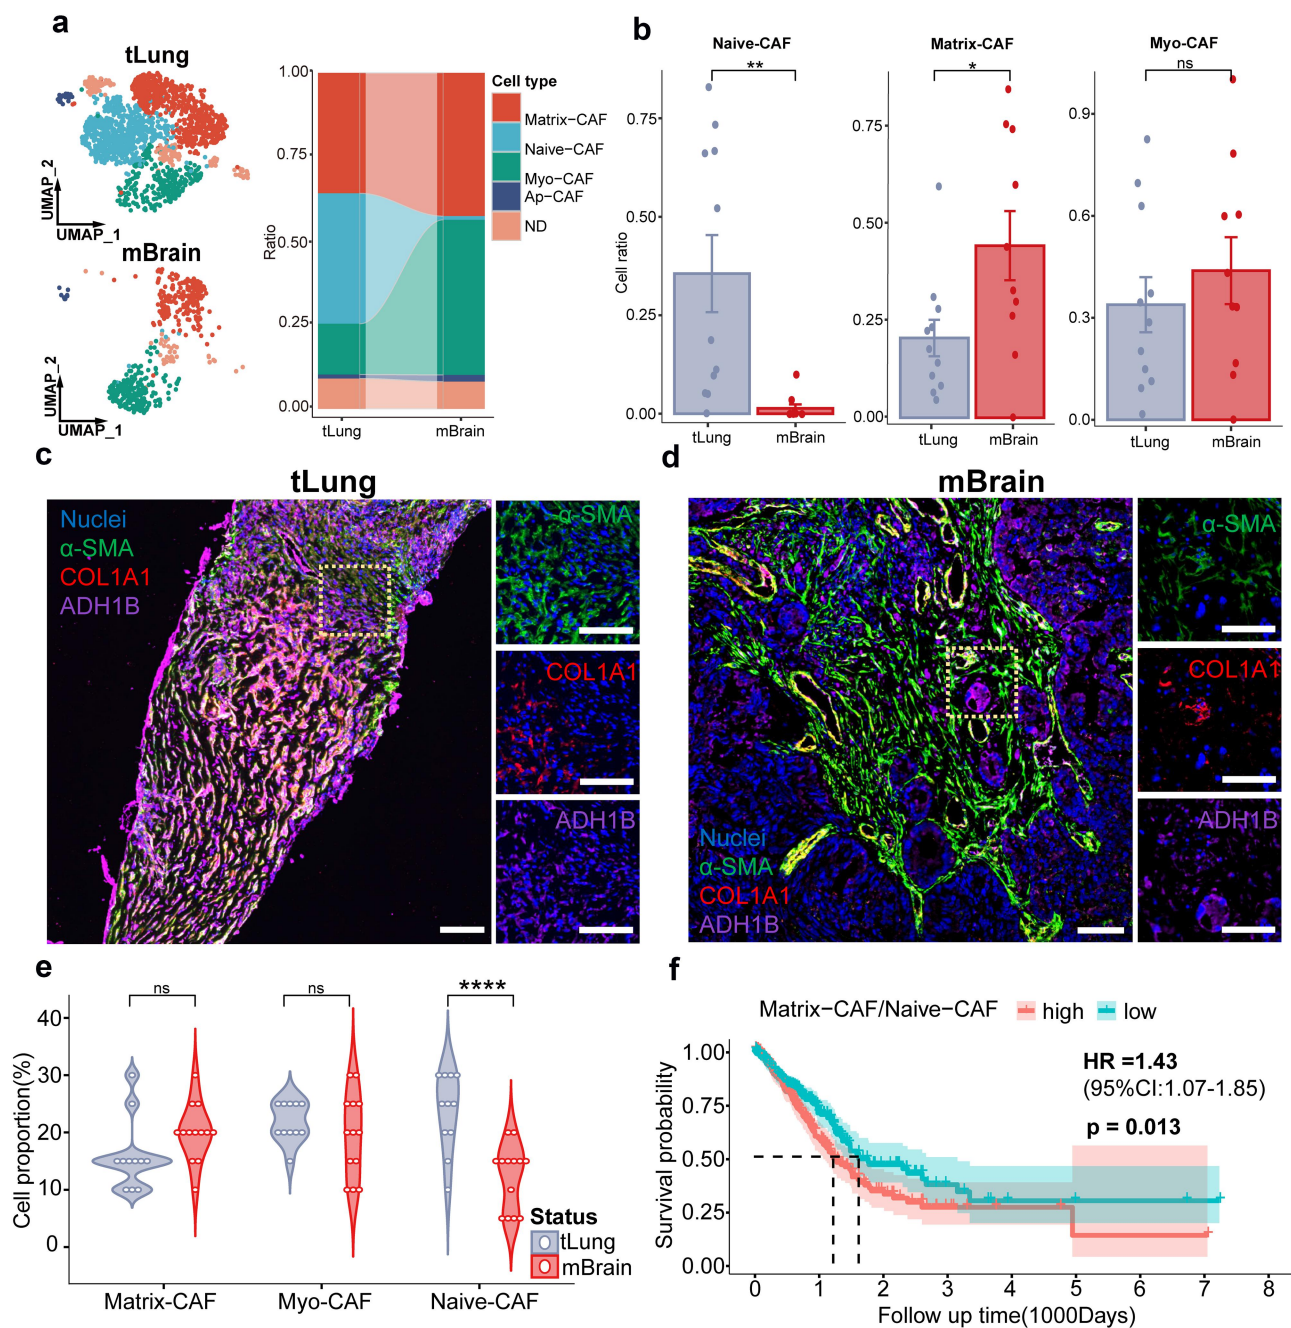 a
tLung
UMAP_2
UMAP_1
mBrain
UMAP_2
UMAP_1
Ratio
1.00
0.75
0.50
0.25
0.00
tLung
mBrain
Cell type
Matrix-CAF
Naive-CAF
Myo-CAF
Ap-CAF
ND
b
Cell ratio
Naive-CAF
**
0.75
0.50
0.25
0.00
tLung
mBrain
Matrix-CAF
*
0.75
0.50
0.25
0.00
tLung
mBrain
Myo-CAF
ns
0.9
0.6
0.3
0.0
tLung
mBrain
c
tLung
Nuclei
α-SMA
COL1A1
ADH1B
α-SMA
COL1A1
ADH1B
d
mBrain
Nuclei
α-SMA
COL1A1
ADH1B
α-SMA
COL1A1
ADH1B
e
Cell proportion(%)
40
30
20
10
0
ns
ns
****
Matrix-CAF
Myo-CAF
Naive-CAF
Status
tLung
mBrain
f
Matrix-CAF/Naive-CAF
high
low
HR =1.43
(95%CI:1.07-1.85)
p = 0.013
Survival probability
1.00
0.75
0.50
0.25
0.00
0 1 2 3 4 5 6 7 8
Follow up time(1000Days)